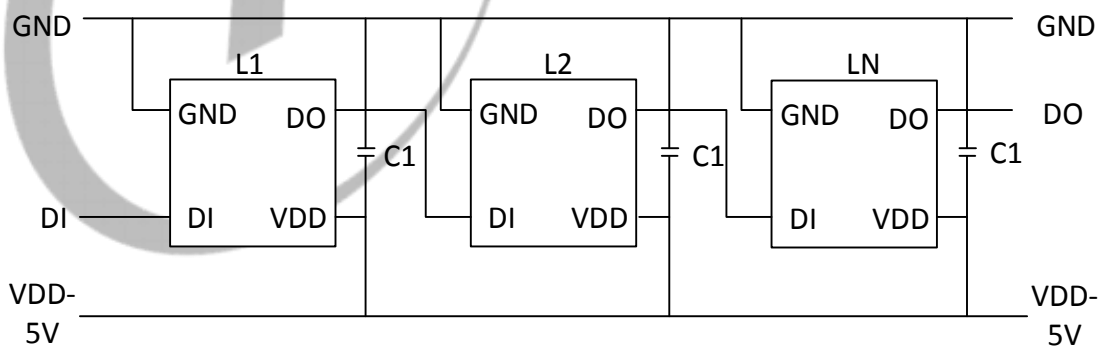 GND
GND
L1
L2
LN
GND
DO
GND
DO
GND
DO
DO
C1
C1
C1
DI
DI
VDD
DI
VDD
DI
VDD
VDD-
5V
VDD-
5V